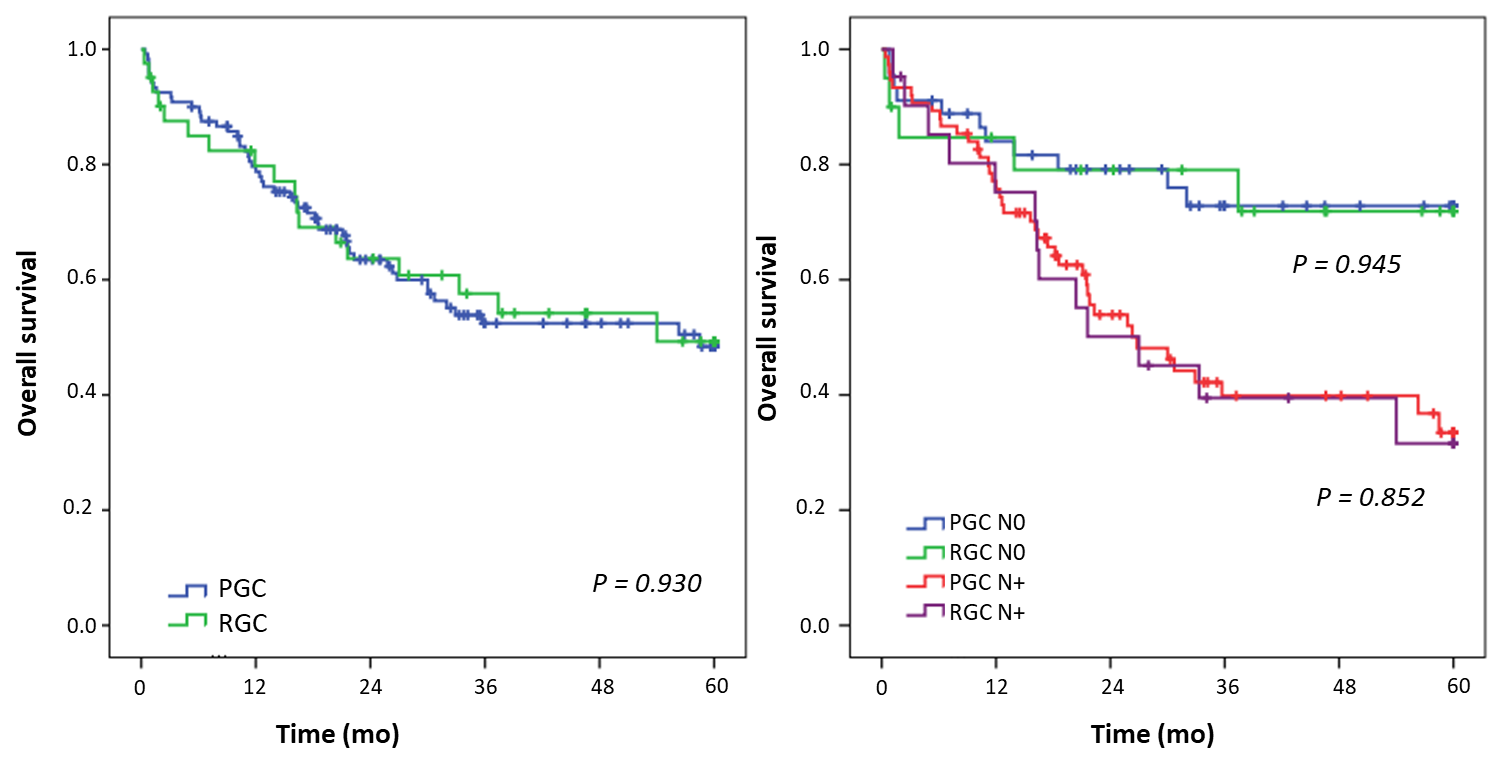 1.0
0.8
0.6
0.4
0.2
0.0
Overall survival
PGC
RGC
P = 0.930
0 12 24 36 48 60
Time (mo)
1.0
0.8
0.6
0.4
0.2
0.0
Overall survival
P = 0.945
P = 0.852
PGC N0
RGC N0
PGC N+
RGC N+
0 12 24 36 48 60
Time (mo)